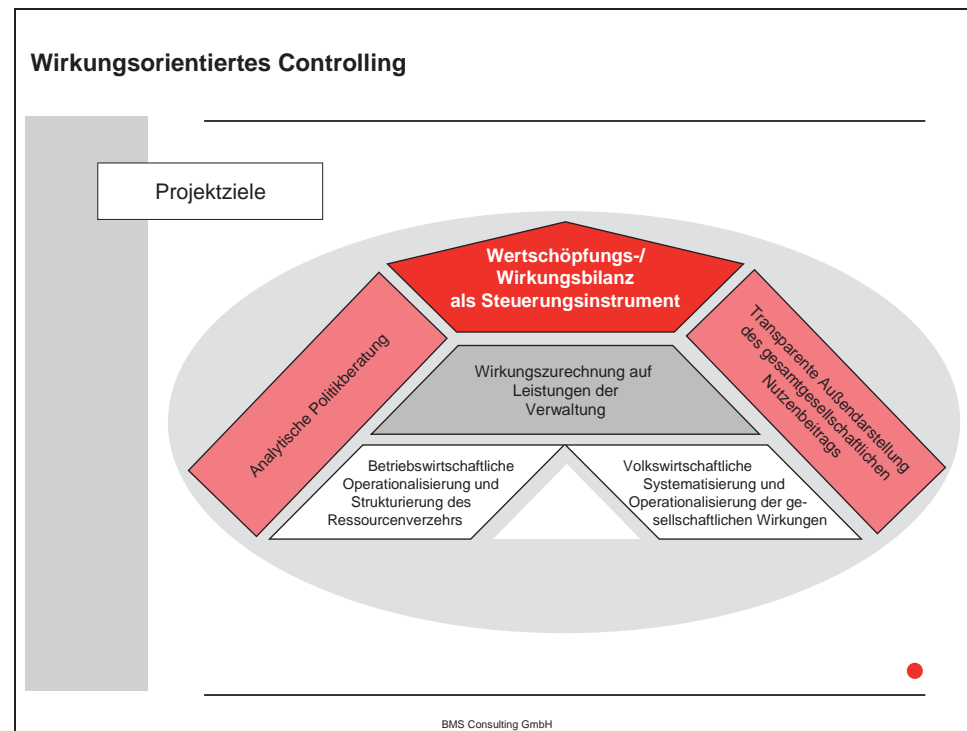 Wirkungsorientiertes Controlling
Projektziele
Wertschöpfungs-/
Wirkungsbilanz
als Steuerungsinstrument
Analytische Politikberatung
Transparente Außendarstellung
des gesamtgesellschaftlichen
Nutzenbeitrags
Wirkungszurechnung auf
Leistungen der
Verwaltung
Betriebswirtschaftliche
Operationalisierung und
Strukturierung des
Ressourcenverzehrs
Volkswirtschaftliche
Systematisierung und
Operationalisierung der ge-
sellschaftlichen Wirkungen
BMS Consulting GmbH